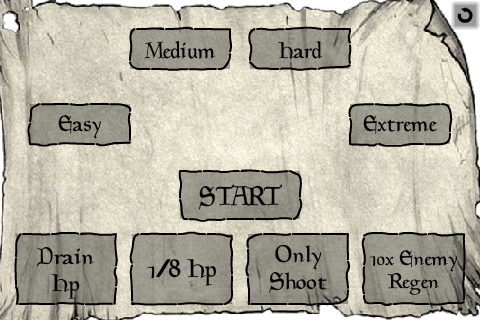 Medium
hard
Easy
Extreme
START
Drain
hp
1/8 hp
Only
Shoot
10x Enemy
Regen